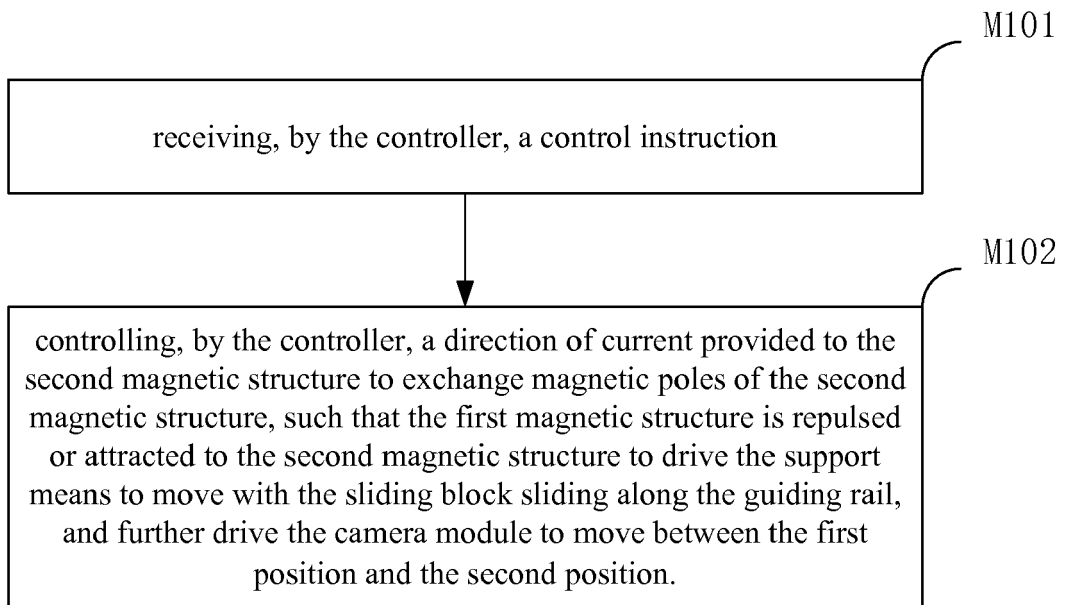 M101
receiving, by the controller, a control instruction
M102
controlling, by the controller, a direction of current provided to the
second magnetic structure to exchange magnetic poles of the second
magnetic structure, such that the first magnetic structure is repulsed
or attracted to the second magnetic structure to drive the support
means to move with the sliding block sliding along the guiding rail,
and further drive the camera module to move between the first
position and the second position.